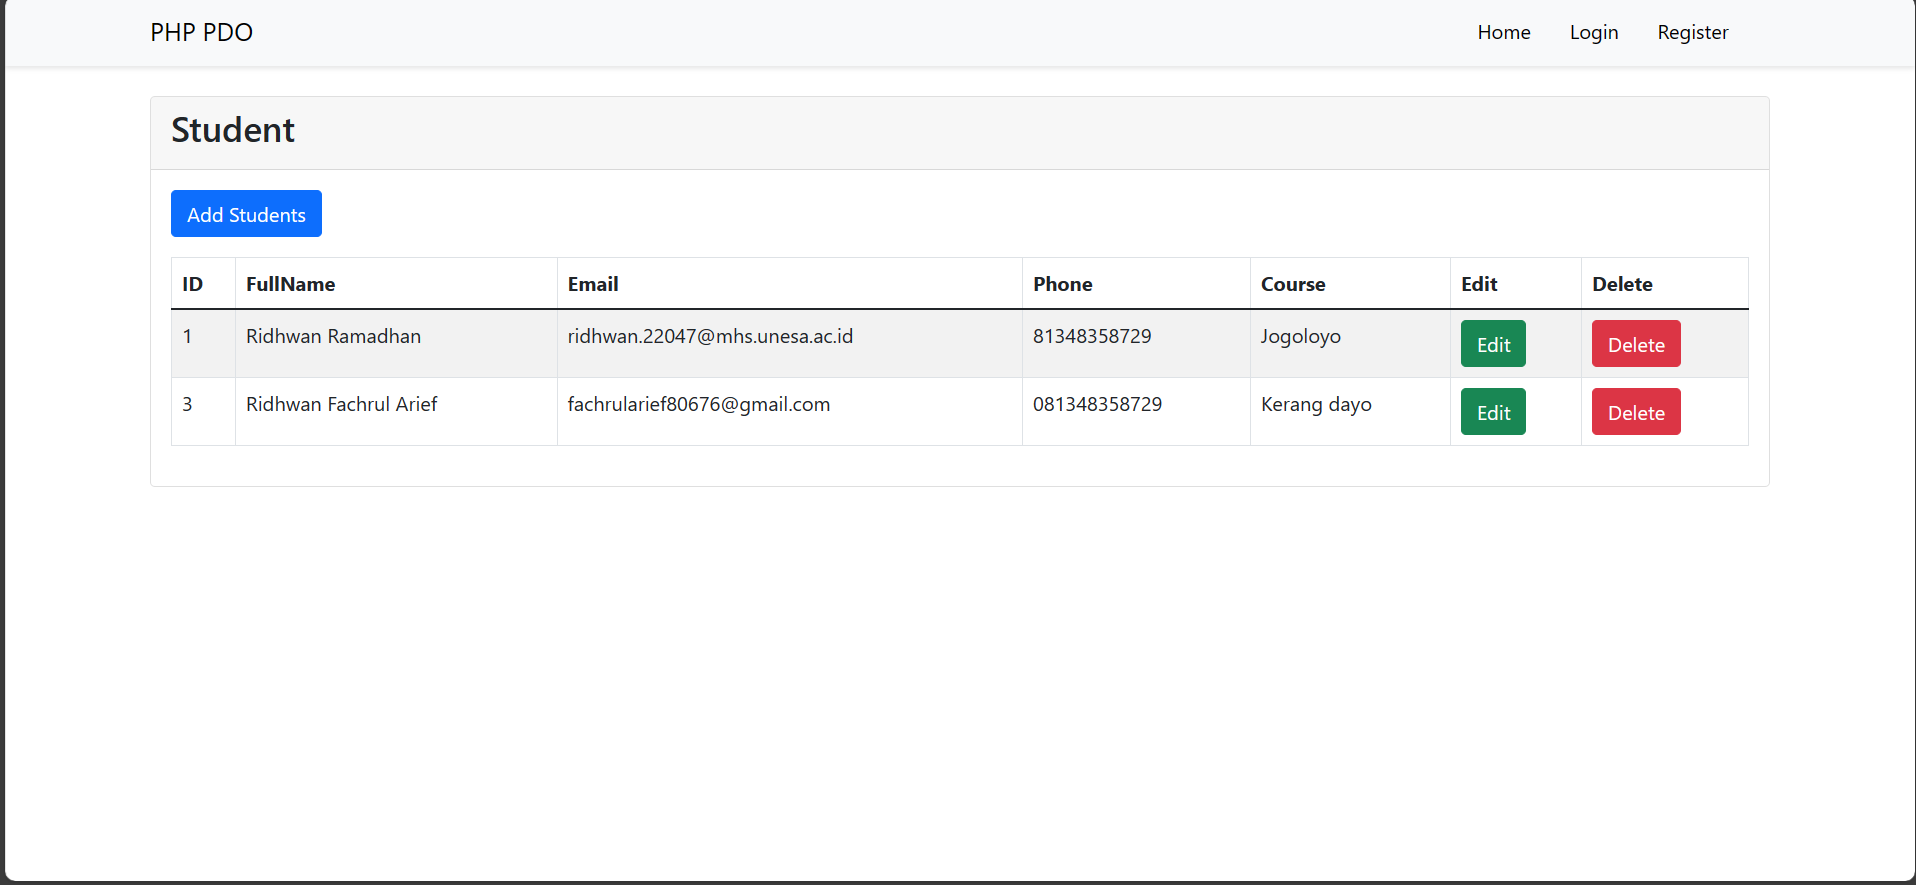 PHP PDO Home Login Register
Student
Add Students
ID FullName Email Phone Course Edit Delete
1 Ridhwan Ramadhan ridhwan.22047@mhs.unesa.ac.id 81348358729 Jogoloyo Edit Delete
3 Ridhwan Fachrul Arief fachrularief80676@gmail.com 081348358729 Kerang dayo Edit Delete